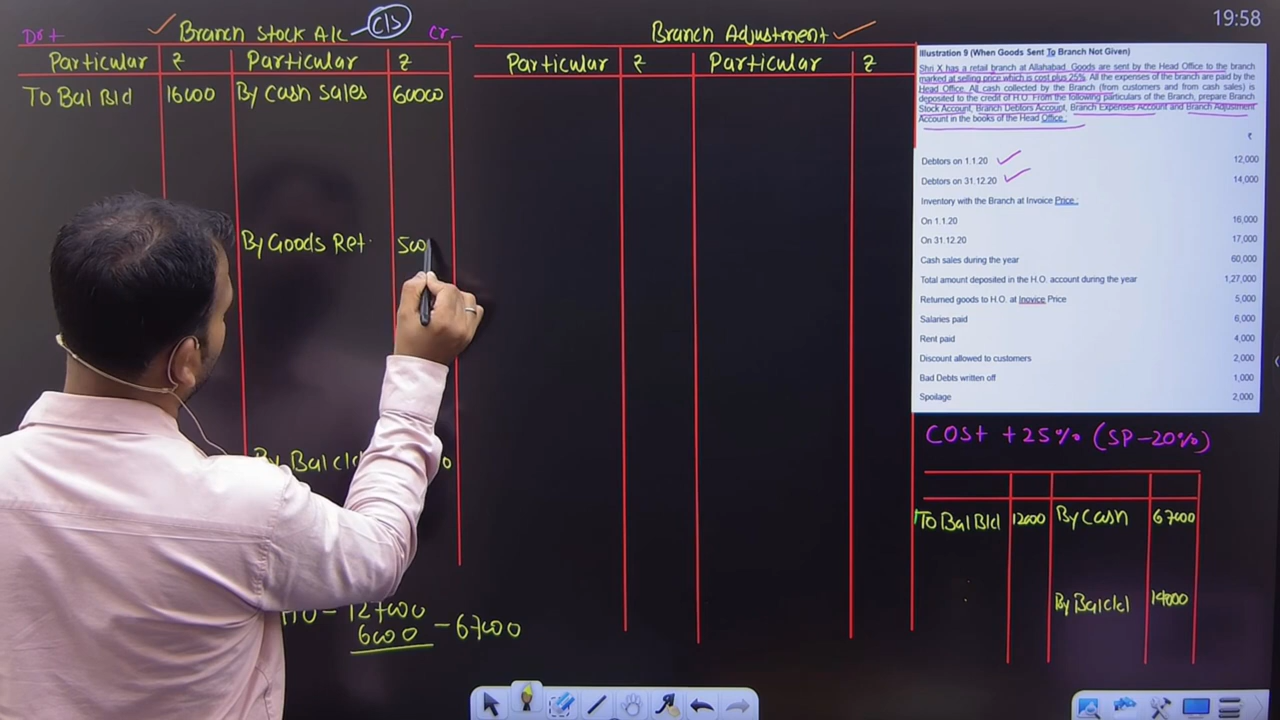 19:58
Dr+ Branch Stock A/c C/S Cr-
Branch Adjustment
Particular ₹ Particular ₹
Particular ₹ Particular ₹
To Bal B/d 16000 By Cash Sales 60000
By Goods Ret. 500
By Bal c/d
127000
6000 - 67000
Illustration 9 (When Goods Sent To Branch Not Given)
Shri X has a retail branch at Allahabad. Goods are sent by the Head Office to the branch
marked at selling price which is cost plus 25%. All the expenses of the branch are paid by the
Head Office. All cash collected by the Branch (from customers and from cash sales) is
deposited to the credit of H.O. From the following particulars of the Branch, prepare Branch
Stock Account, Branch Debtors Account, Branch Expenses Account and Branch Adjustment
Account in the books of the Head Office :
₹
Debtors on 1.1.20 12,000
Debtors on 31.12.20 14,000
Inventory with the Branch at Invoice Price :
On 1.1.20 16,000
On 31.12.20 17,000
Cash sales during the year 60,000
Total amount deposited in the H.O. account during the year 1,27,000
Returned goods to H.O. at Inovice Price 5,000
Salaries paid 6,000
Rent paid 4,000
Discount allowed to customers 2,000
Bad Debts written off 1,000
Spoilage 2,000
COSt +25% (SP-20%)
To Bal B/d 12000 By Cash 67000
By Bal c/d 14000